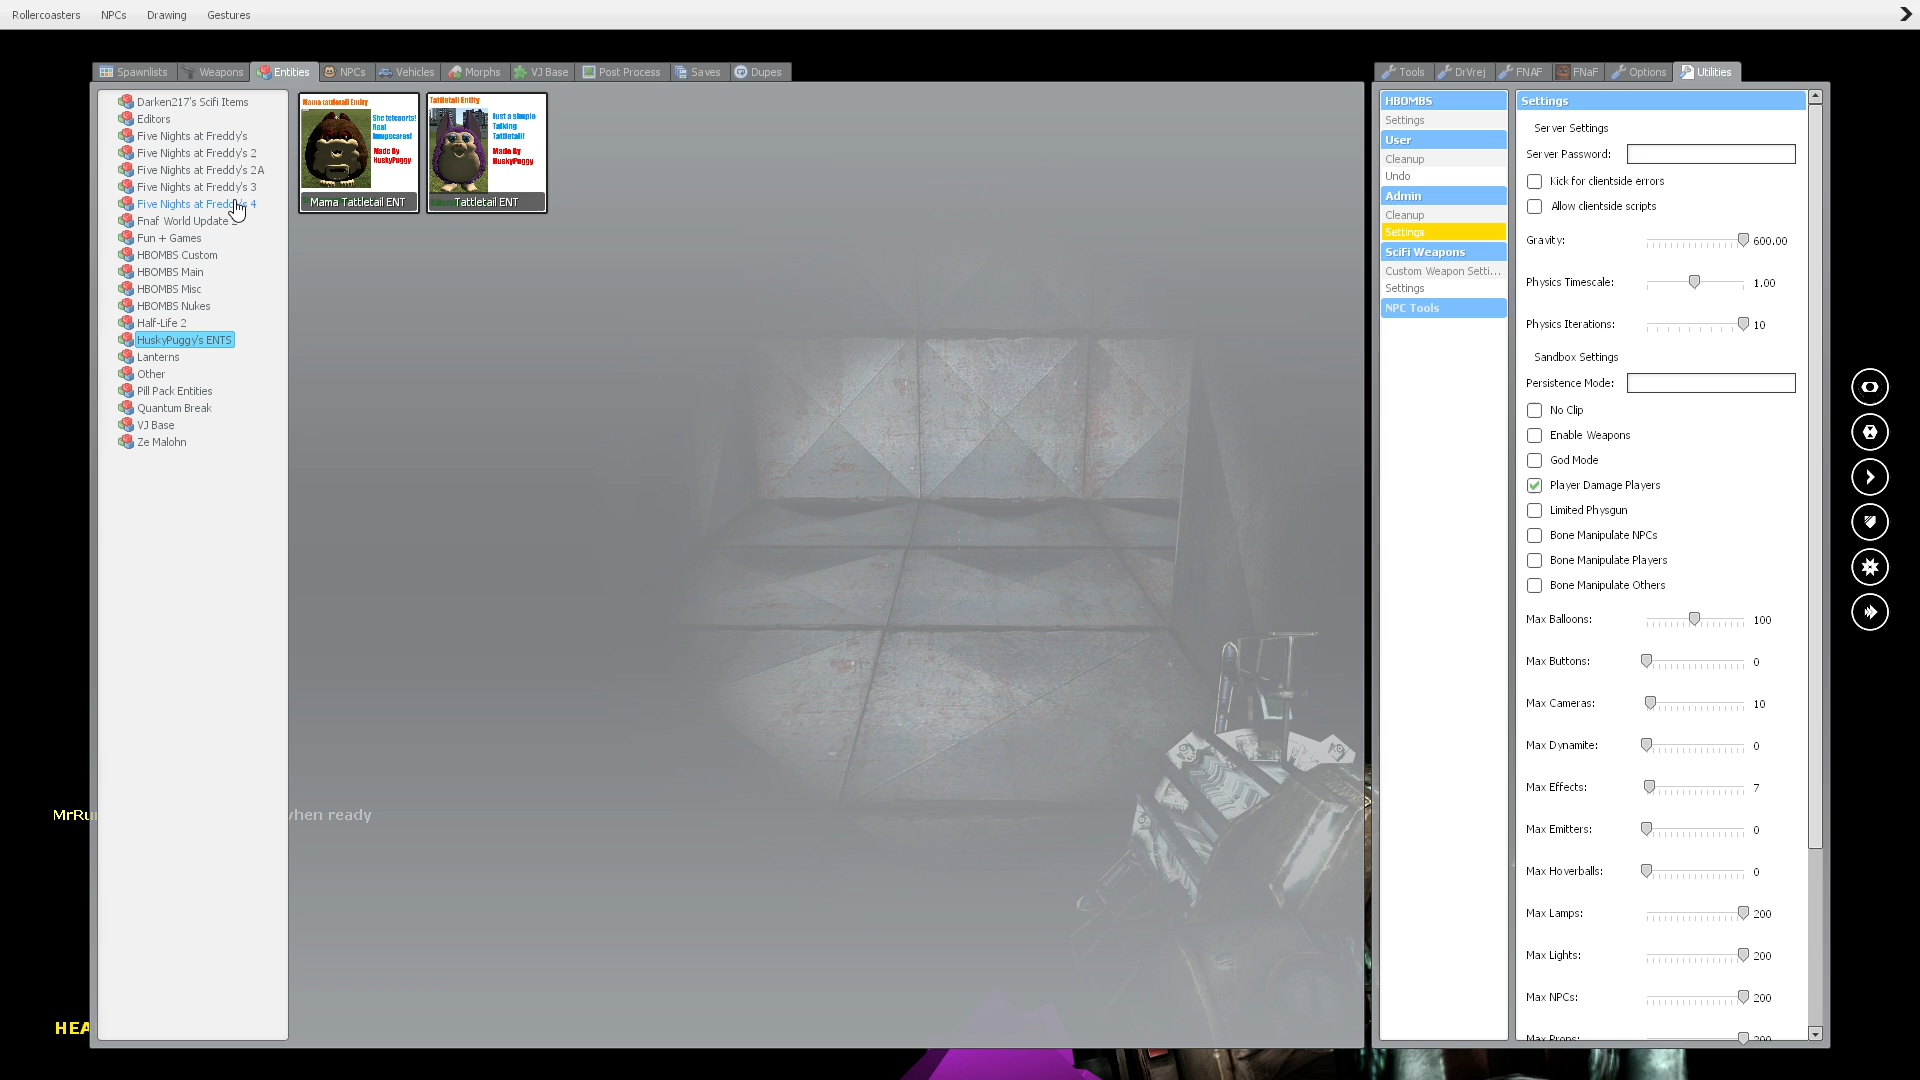 Rollercoasters NPCs Drawing Gestures
Spawnlists Weapons Entities NPCs Vehicles Morphs VJ Base Post Process Saves Dupes
Tools DrVrej FNAF FNaF Options Utilities
Darken217's Scifi Items
Editors
Five Nights at Freddy's
Five Nights at Freddy's 2
Five Nights at Freddy's 2A
Five Nights at Freddy's 3
Five Nights at Freddy's 4
Fnaf World Update
Fun + Games
HBOMBS Custom
HBOMBS Main
HBOMBS Misc
HBOMBS Nukes
Half-Life 2
HuskyPuggy's ENTS
Lanterns
Other
Pill Pack Entities
Quantum Break
VJ Base
Ze Malohn
Mama tattletail Entity
She teleports!
Real
Jumpscares!
Made By
HuskyPuggy
Mama Tattletail ENT
Tattletail Entity
Just a simple
Talking
Tattletail!
Made By
HuskyPuggy
Tattletail ENT
MrRu
when ready
HEA
HBOMBS
Settings
User
Cleanup
Undo
Admin
Cleanup
Settings
SciFi Weapons
Custom Weapon Setti...
Settings
NPC Tools
Settings
Server Settings
Server Password:
Kick for clientside errors
Allow clientside scripts
Gravity: 600.00
Physics Timescale: 1.00
Physics Iterations: 10
Sandbox Settings
Persistence Mode:
No Clip
Enable Weapons
God Mode
Player Damage Players
Limited Physgun
Bone Manipulate NPCs
Bone Manipulate Players
Bone Manipulate Others
Max Balloons: 100
Max Buttons: 0
Max Cameras: 10
Max Dynamite: 0
Max Effects: 7
Max Emitters: 0
Max Hoverballs: 0
Max Lamps: 200
Max Lights: 200
Max NPCs: 200
Max Props: 200